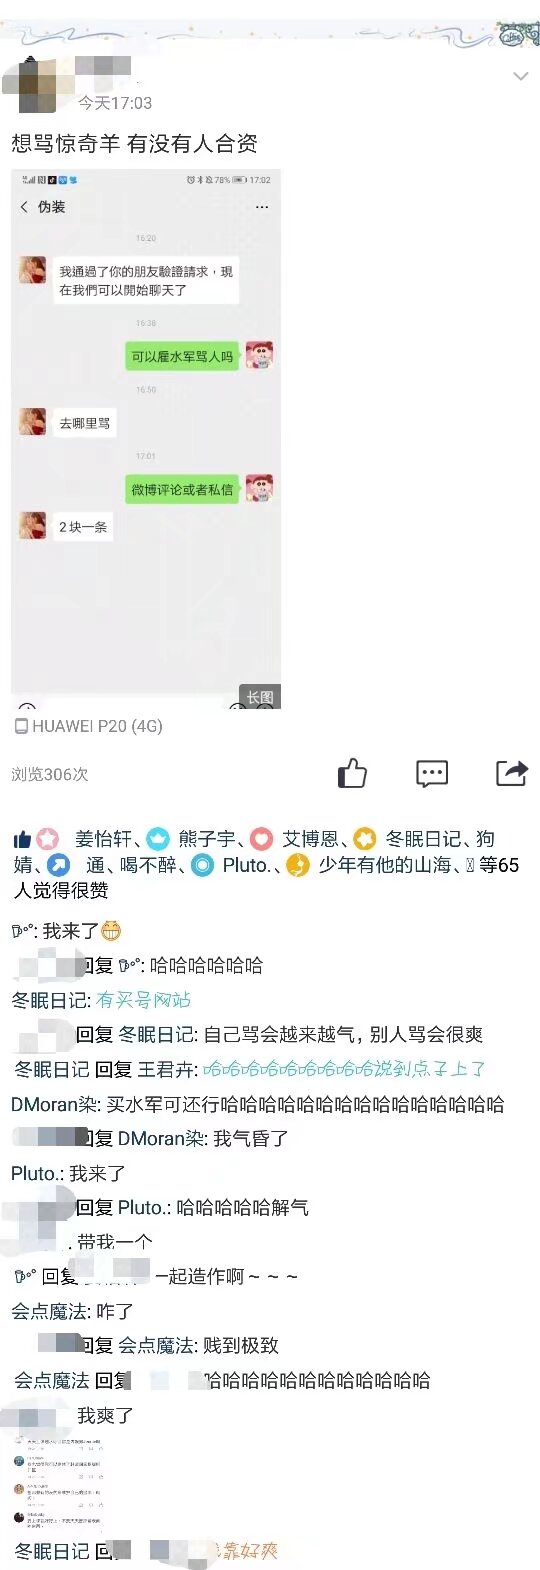 今天17:03
想骂惊奇羊 有没有人合资
78% 17:02
伪装
16:20
我通過了你的朋友驗證請求，現
在我們可以開始聊天了
16:38
可以雇水军骂人吗
16:50
去哪里骂
17:01
微博评论或者私信
2块一条
长图
HUAWEI P20 (4G)
浏览306次
姜怡轩、熊子宇、艾博恩、冬眠日记、狗
婧、通、喝不醉、Pluto.、少年有他的山海、等65
人觉得很赞
: 我来了
回复 : 哈哈哈哈哈哈
冬眠日记: 有买号网站
回复 冬眠日记: 自己骂会越来越气, 别人骂会很爽
冬眠日记 回复 王君卉: 哈哈哈哈哈哈哈哈哈说到点子上了
DMoran染: 买水军可还行哈哈哈哈哈哈哈哈哈哈哈哈哈哈哈
回复 DMoran染: 我气昏了
Pluto.: 我来了
回复 Pluto.: 哈哈哈哈哈解气
. 带我一个
回复 一起造作啊~ ~ ~
会点魔法: 咋了
回复 会点魔法: 贱到极致
会点魔法 回复 哈哈哈哈哈哈哈哈哈哈哈哈
我爽了
冬眠日记 回 靠好爽